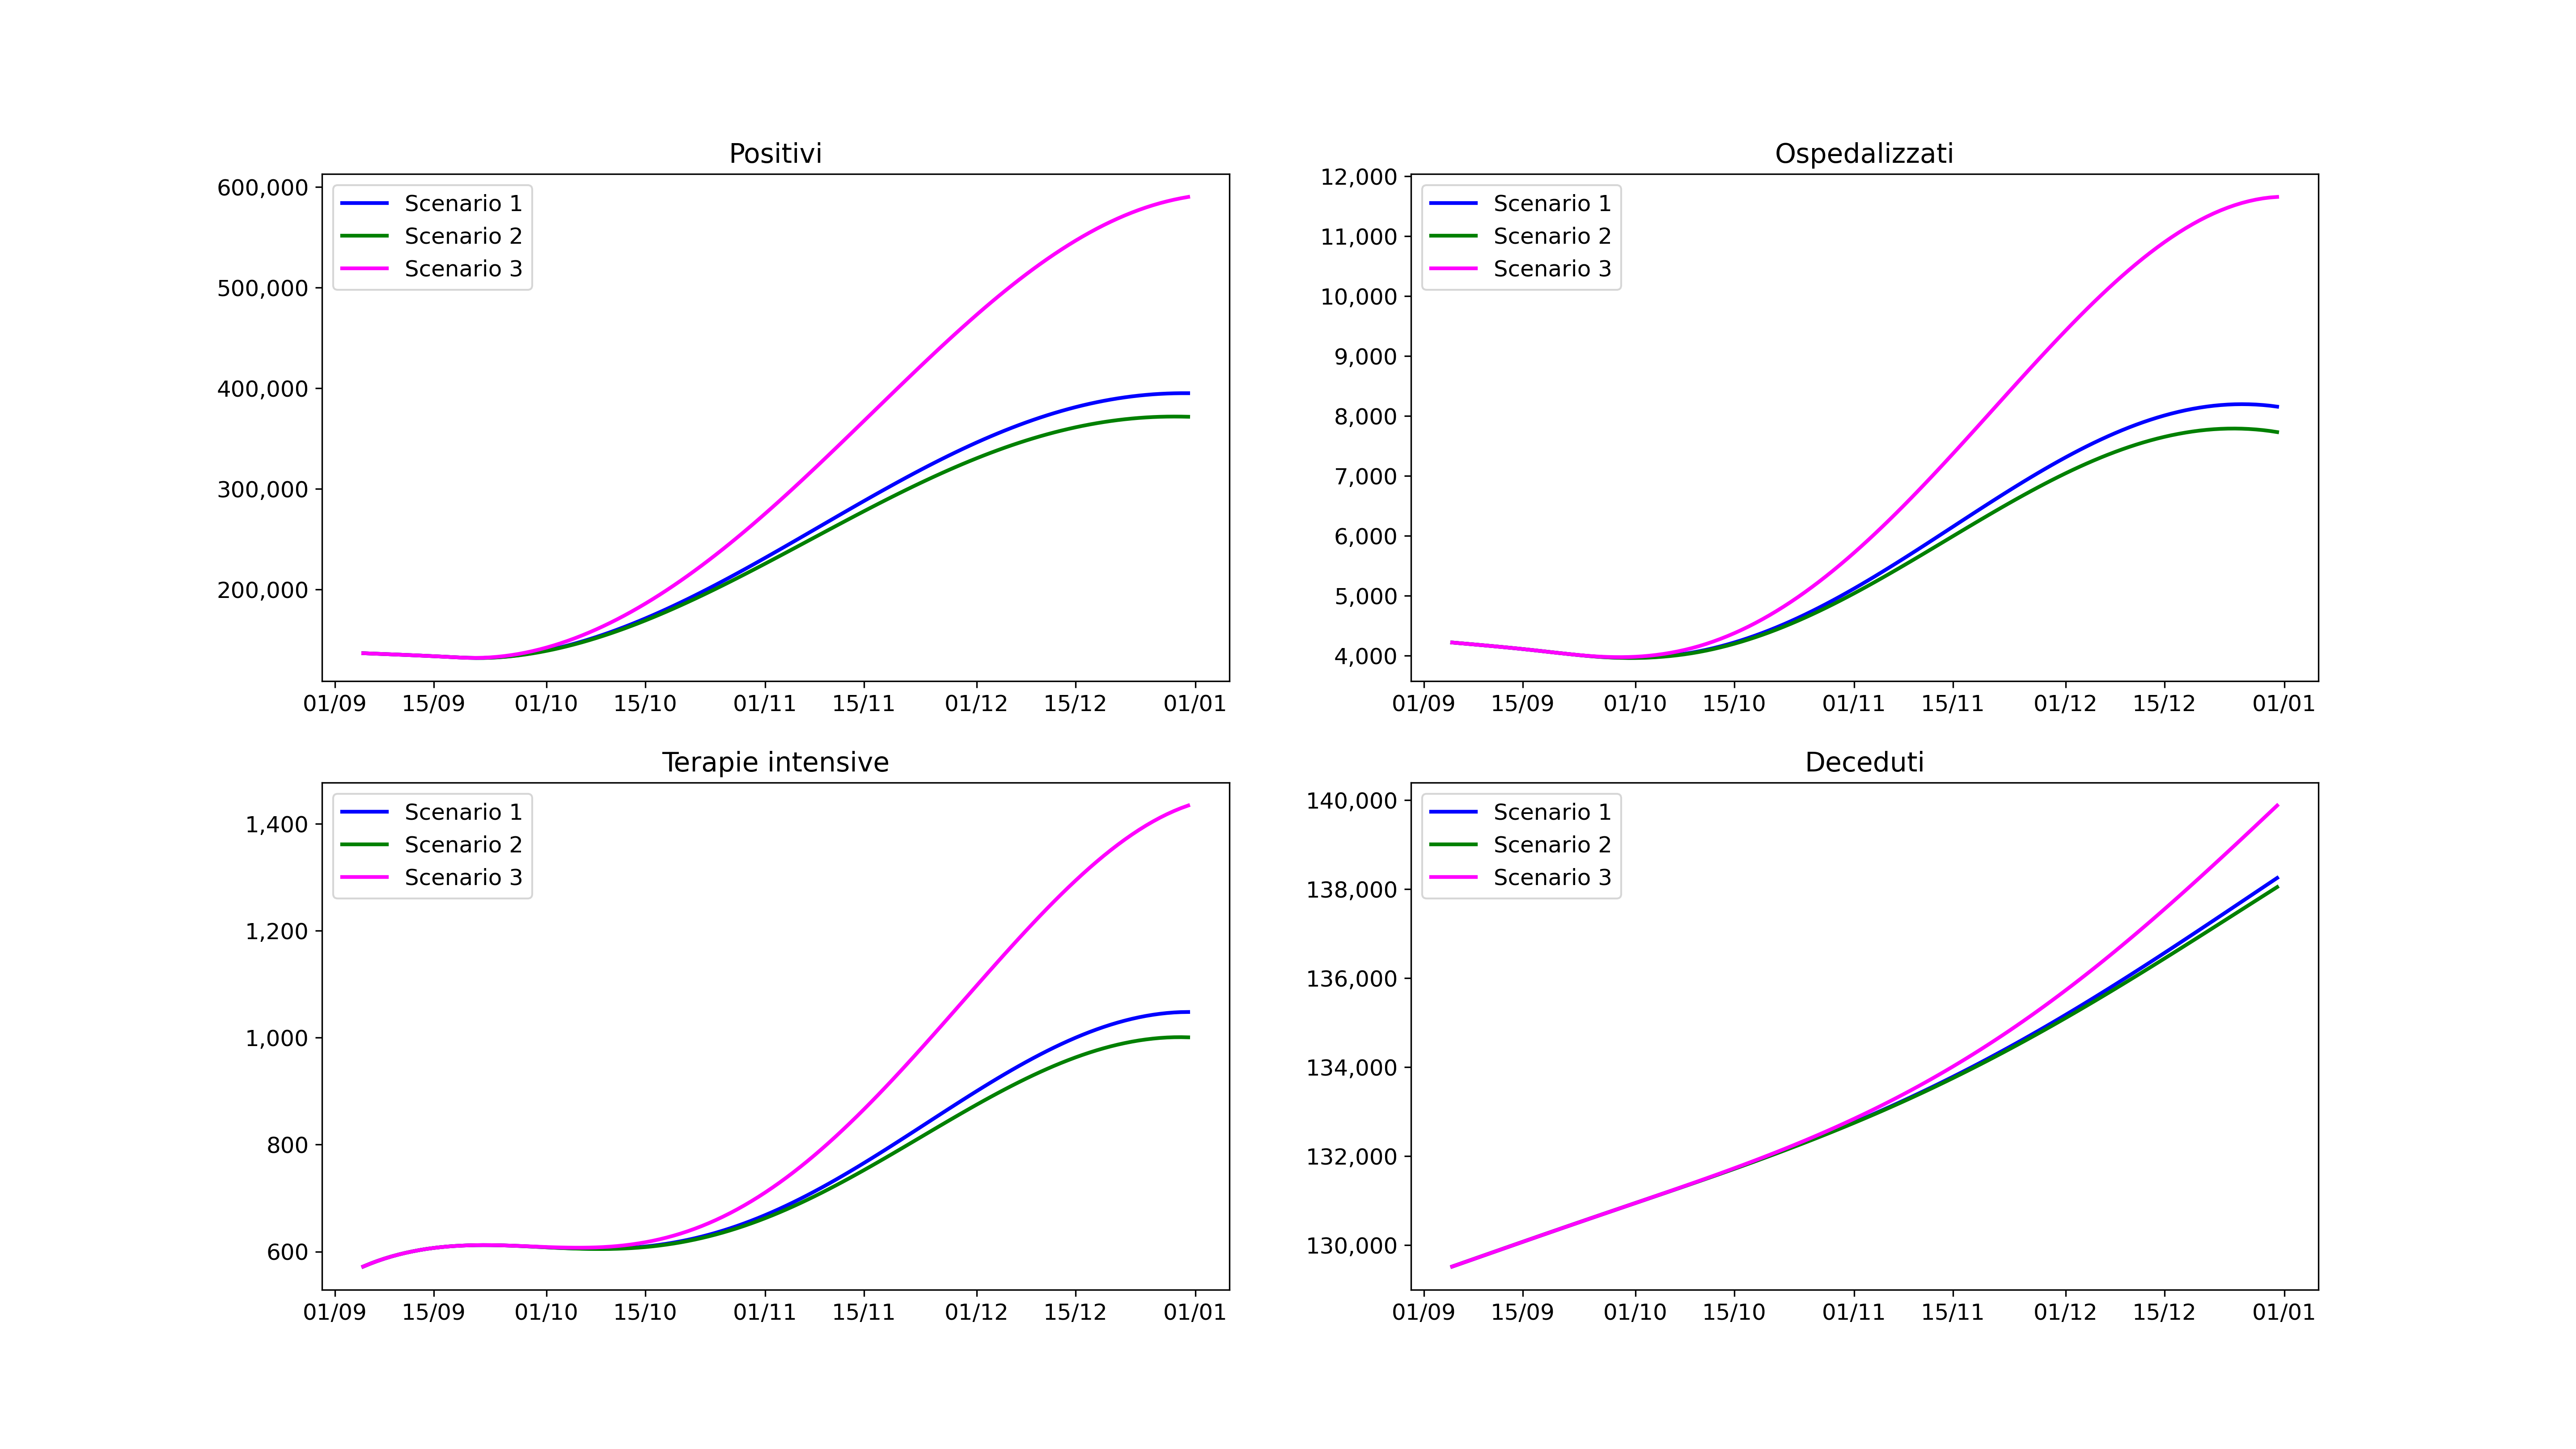 Positivi
600,000
500,000
400,000
300,000
200,000
Scenario 1
Scenario 2
Scenario 3
01/09 15/09 01/10 15/10 01/11 15/11 01/12 15/12 01/01
Ospedalizzati
12,000
11,000
10,000
9,000
8,000
7,000
6,000
5,000
4,000
Scenario 1
Scenario 2
Scenario 3
01/09 15/09 01/10 15/10 01/11 15/11 01/12 15/12 01/01
Terapie intensive
1,400
1,200
1,000
800
600
Scenario 1
Scenario 2
Scenario 3
01/09 15/09 01/10 15/10 01/11 15/11 01/12 15/12 01/01
Deceduti
140,000
138,000
136,000
134,000
132,000
130,000
Scenario 1
Scenario 2
Scenario 3
01/09 15/09 01/10 15/10 01/11 15/11 01/12 15/12 01/01